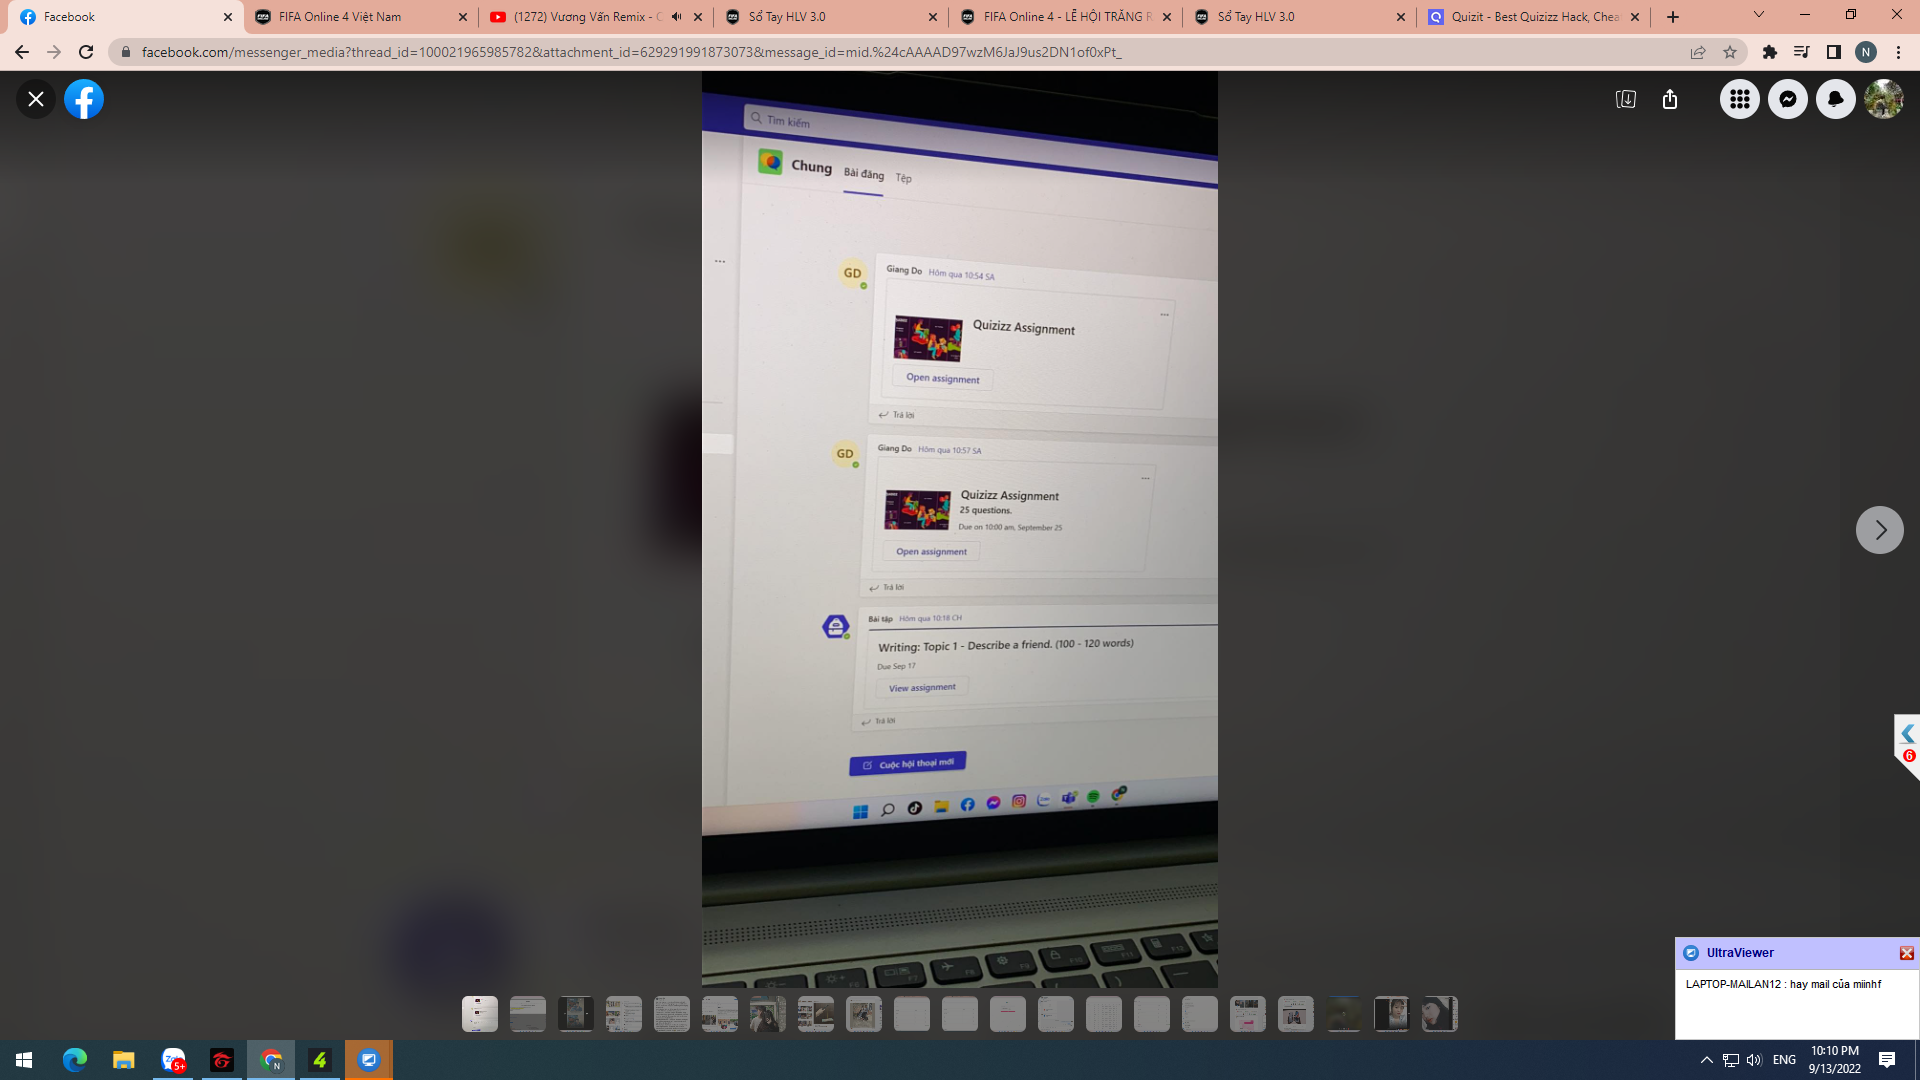 Facebook
FIFA Online 4 Việt Nam
(1272) Vương Vấn Remix - C
Sổ Tay HLV 3.0
FIFA Online 4 - LỄ HỘI TRĂNG R
Sổ Tay HLV 3.0
Quizit - Best Quizizz Hack, Chea
facebook.com/messenger_media?thread_id=100021965985782&attachment_id=629291991873073&message_id=mid.%24cAAAAD97wzM6JaJ9us2DN1of0xPt_
N
Tìm kiếm
Chung
Bài đăng
Tệp
GD
Giang Do Hôm qua 10:54 SA
Quizizz Assignment
Open assignment
Trả lời
GD
Giang Do Hôm qua 10:57 SA
Quizizz Assignment
25 questions.
Due on 10:00 am, September 25
Open assignment
Trả lời
Bài tập Hôm qua 10:18 CH
Writing: Topic 1 - Describe a friend. (100 - 120 words)
Due Sep 17
View assignment
Trả lời
Cuộc hội thoại mới
6
UltraViewer
LAPTOP-MAILAN12 : hay mail của miinhf
Zalo
5+
N
4
ENG
10:10 PM
9/13/2022